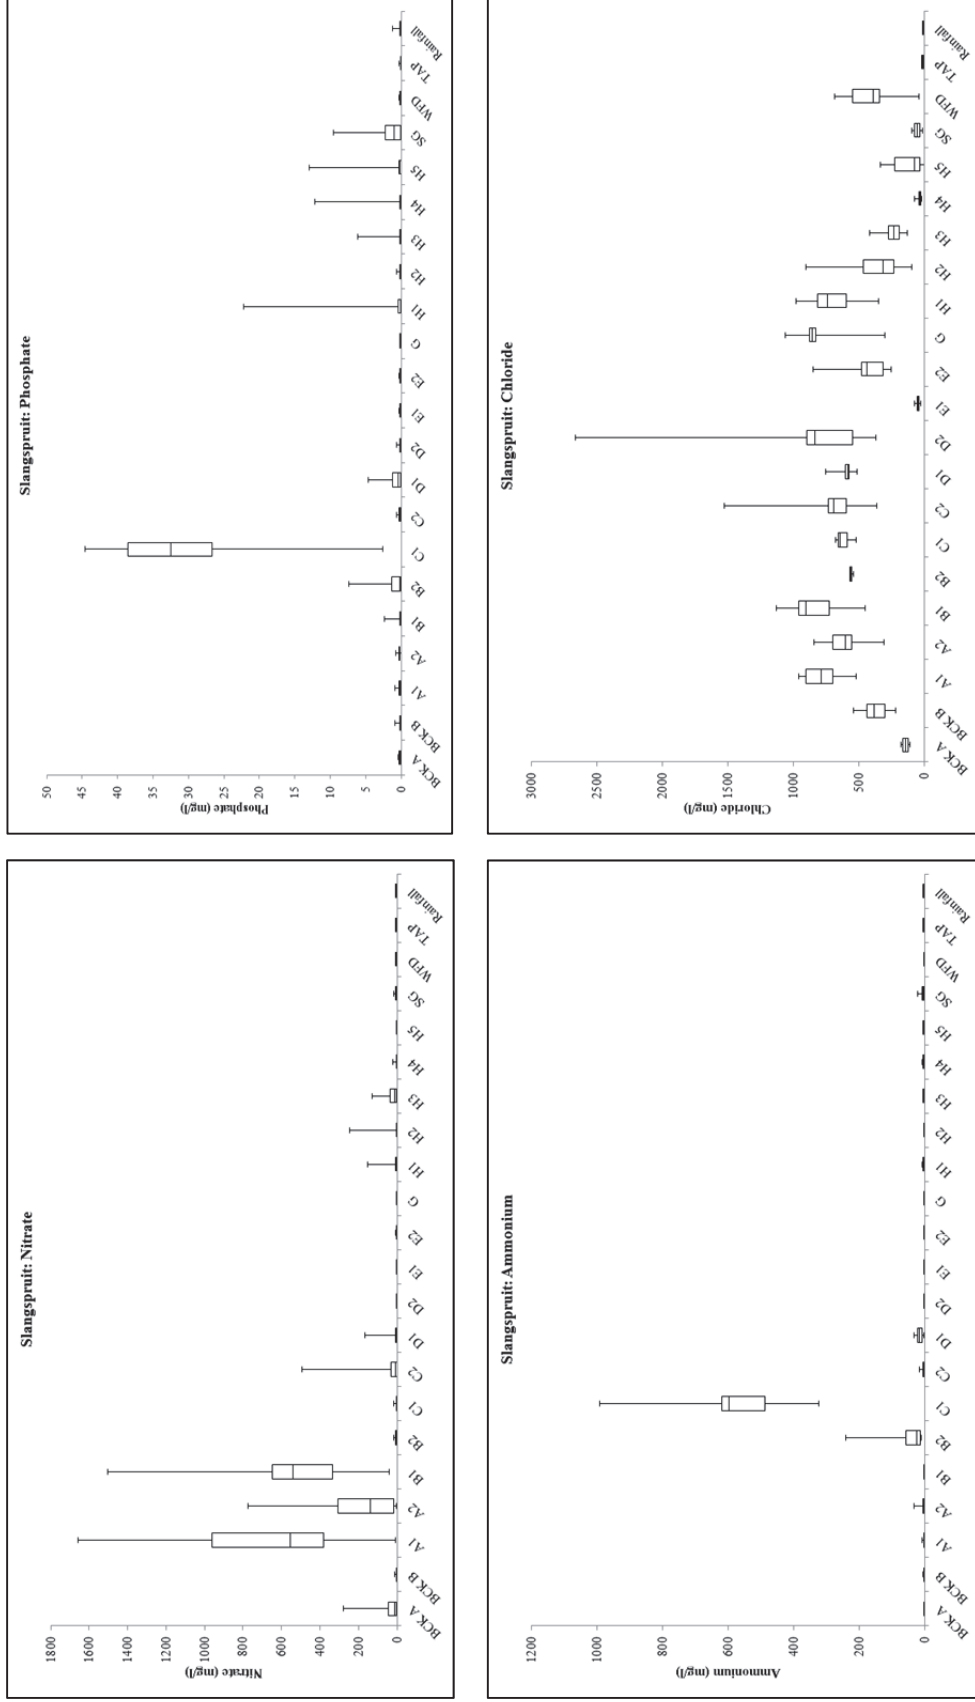 Slangspruit: Nitrate
Nitrate (mg/l)
1800
1600
1400
1200
1000
800
600
400
200
0
BCK A
BCK B
A1
A2
B1
B2
C1
C2
D1
D2
E1
E2
G
H1
H2
H3
H4
H5
SG
WFD
TAP
Rainfall
Slangspruit: Phosphate
Phosphate (mg/l)
50
45
40
35
30
25
20
15
10
5
0
BCK A
BCK B
A1
A2
B1
B2
C1
C2
D1
D2
E1
E2
G
H1
H2
H3
H4
H5
SG
WFD
TAP
Rainfall
Slangspruit: Ammonium
Ammonium (mg/l)
1200
1000
800
600
400
200
0
BCK A
BCK B
A1
A2
B1
B2
C1
C2
D1
D2
E1
E2
G
H1
H2
H3
H4
H5
SG
WFD
TAP
Rainfall
Slangspruit: Chloride
Chloride (mg/l)
3000
2500
2000
1500
1000
500
0
BCK A
BCK B
A1
A2
B1
B2
C1
C2
D1
D2
E1
E2
G
H1
H2
H3
H4
H5
SG
WFD
TAP
Rainfall